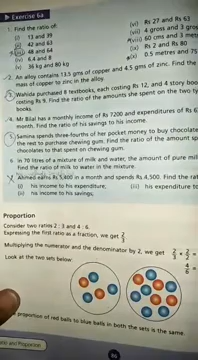 Exercise 6a
1. Find the ratio of:
(i) 13 and 39
(ii) 42 and 63
(iii) 48 and 64
(iv) 6.4 and 8
(v) 36 kg and 80 kg
(vi) Rs 27 and Rs 63
(vii) 4 gross and 3 gross
(viii) 60 cms and 3
(ix) Rs 2 and Rs 80
(x) 0.5 metres and 75
2. An alloy contains 13.5 gms of copper and 4.5 gms of zinc. Find the
mass of copper to zinc in the alloy.
3. Wahida purchased 8 textbooks, each costing Rs 12, and 4 story
costing Rs 9. Find the ratio of the amounts she spent on the two
books.
4. Mr Bilal has a monthly income of Rs 7200 and expenditures of Rs
month. Find the ratio of his savings to his income.
5. Samina spends three-fourths of her pocket money to buy chocolate
the rest to purchase chewing gum. Find the ratio of the amount
chocolates to that spent on chewing gum.
In 70 litres of a mixture of milk and water, the amount of pure
Find the ratio of milk to water in the mixture.
Ahmed earns Rs 5,400 in a month and spends Rs 4,500. Find the
(i) his income to his expenditure;
(ii) his income to his savings;
(iii) his expenditure
Proportion
Consider two ratios 2 : 3 and 4 : 6.
Expressing the first ratio as a fraction, we get 2/3
Multiplying the numerator and the denominator by 2, we get 2/3 × 2/2 = 4/6
Look at the two sets below:
proportion of red balls to blue balls in both the sets is the same.
and Proportion